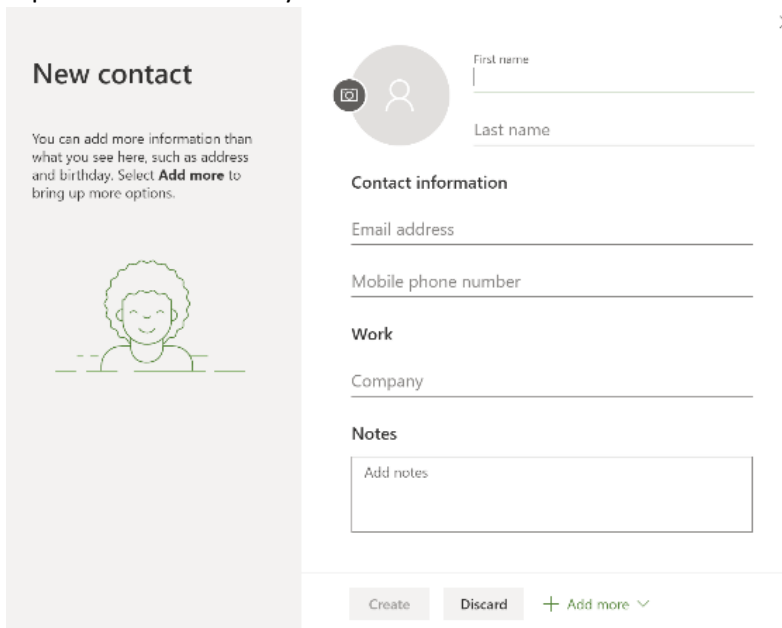 New contact
You can add more information than
what you see here, such as address
and birthday. Select Add more to
bring up more options.
First name
Last name
Contact information
Email address
Mobile phone number
Work
Company
Notes
Add notes
Create
Discard
Add more